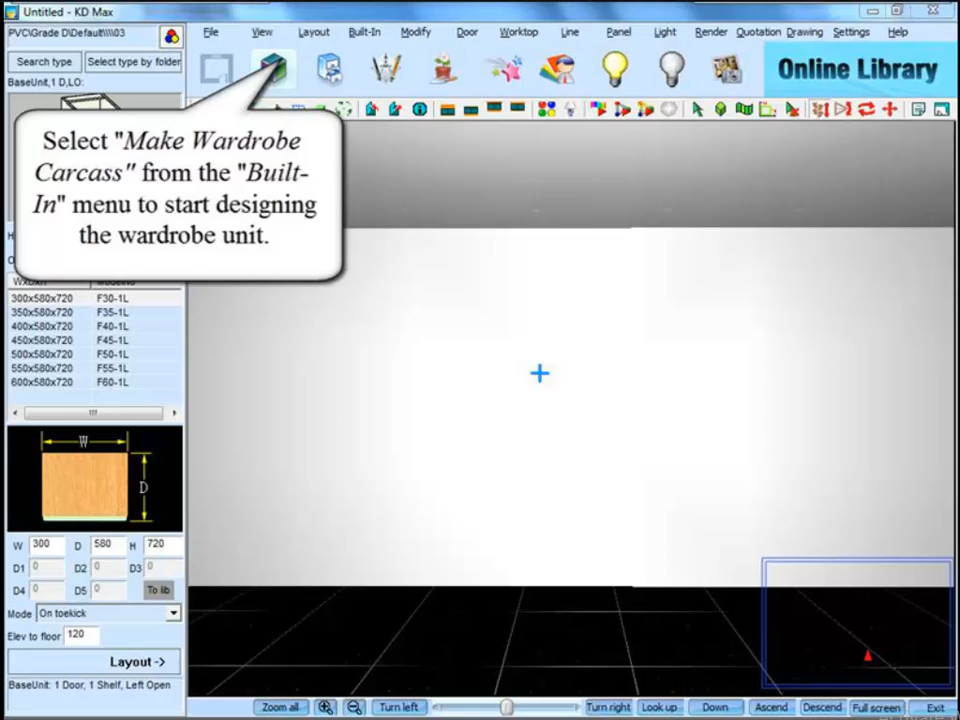 Untitled - KD Max
PVC\Grade D\Default\\\\03
File View Layout Built-In Modify Door Worktop Line Panel Light Render Quotation Drawing Settings Help
Search type Select type by folder
Online Library
BaseUnit,1 D,LO:
Select "Make Wardrobe
Carcass" from the "Built-
In" menu to start designing
the wardrobe unit.
300x580x720 F30-1L
350x580x720 F35-1L
400x580x720 F40-1L
450x580x720 F45-1L
500x580x720 F50-1L
550x580x720 F55-1L
600x580x720 F60-1L
W
D
W 300 D 580 H 720
D1 0 D2 0 D3 0
D4 0 D5 0 To lib
Mode On toekick
Elev to floor 120
Layout ->
BaseUnit: 1 Door, 1 Shelf, Left Open
Zoom all Turn left Turn right Look up Down Ascend Descend Full screen Exit